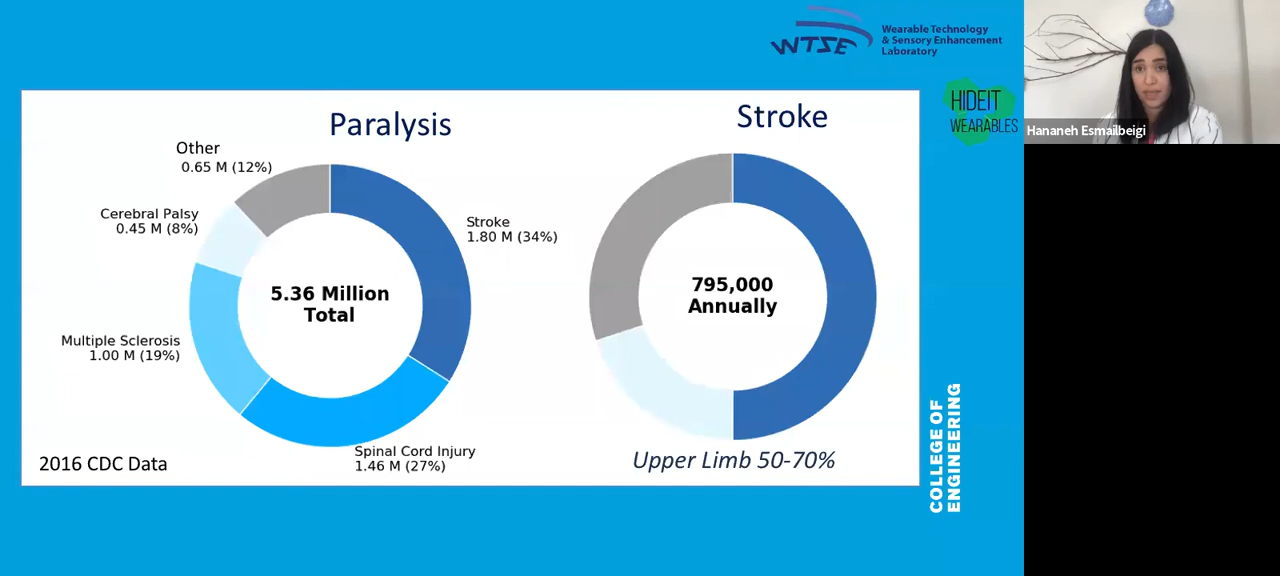 WTSE
Wearable Technology
& Sensory Enhancement
Laboratory
HIDEIT
WEARABLES
Hananeh Esmailbeigi
Paralysis
Stroke
Other
0.65 M (12%)
Cerebral Palsy
0.45 M (8%)
Stroke
1.80 M (34%)
5.36 Million
Total
795,000
Annually
Multiple Sclerosis
1.00 M (19%)
Spinal Cord Injury
1.46 M (27%)
2016 CDC Data
Upper Limb 50-70%
COLLEGE OF
ENGINEERING